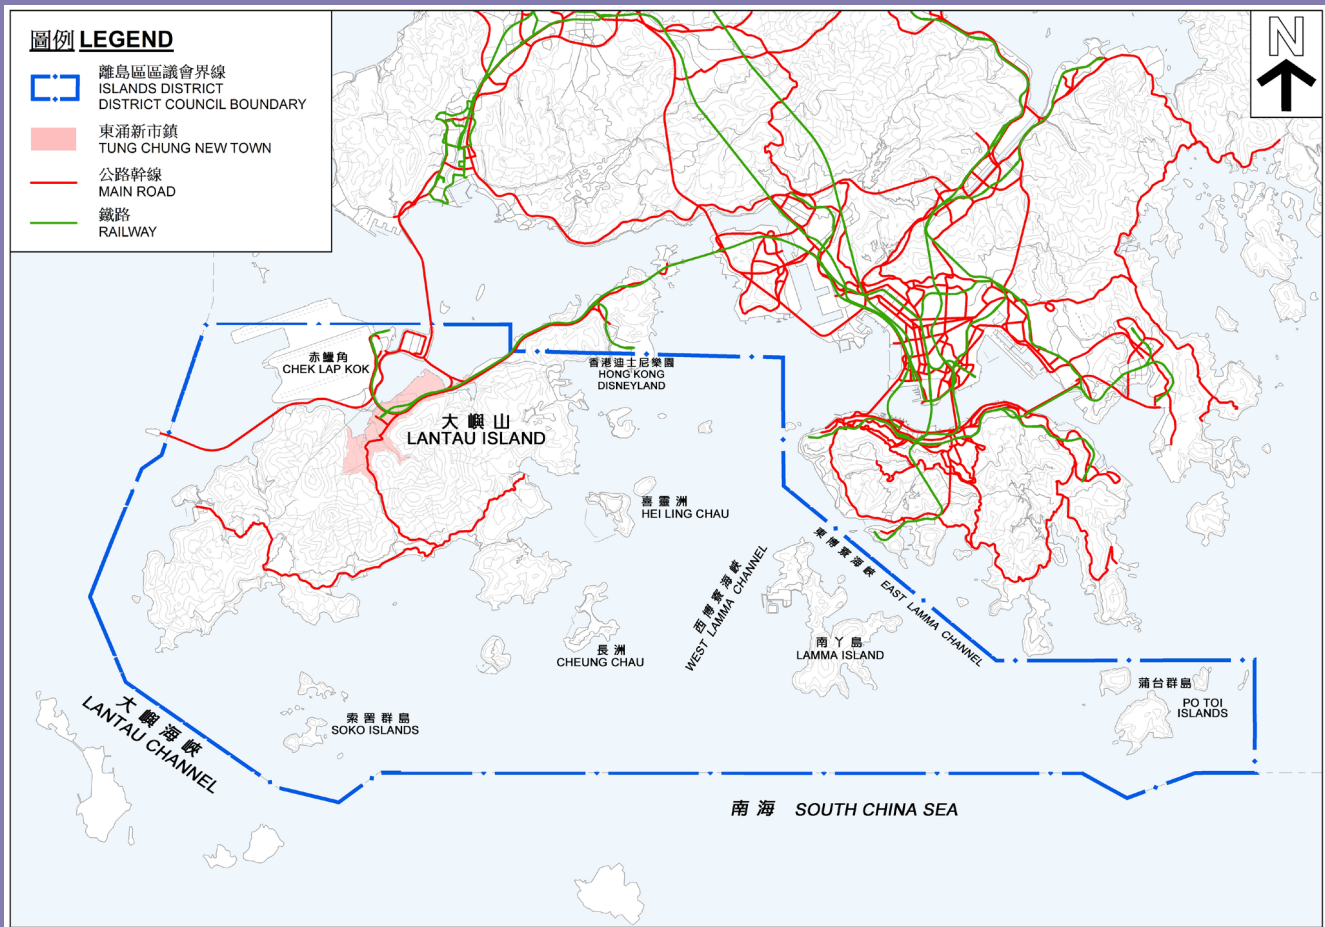 圖例 LEGEND
離島區區議會界線
ISLANDS DISTRICT
DISTRICT COUNCIL BOUNDARY
東涌新市鎮
TUNG CHUNG NEW TOWN
公路幹線
MAIN ROAD
鐵路
RAILWAY
N
赤鱲角
CHEK LAP KOK
香港迪士尼樂園
HONG KONG
DISNEYLAND
大嶼山
LANTAU ISLAND
喜靈洲
HEI LING CHAU
西博寮海峽
WEST LAMMA CHANNEL
東博寮海峽 EAST LAMMA CHANNEL
長洲
CHEUNG CHAU
南丫島
LAMMA ISLAND
蒲台群島
PO TOI
ISLANDS
索罟群島
SOKO ISLANDS
大嶼海峽
LANTAU CHANNEL
南海 SOUTH CHINA SEA